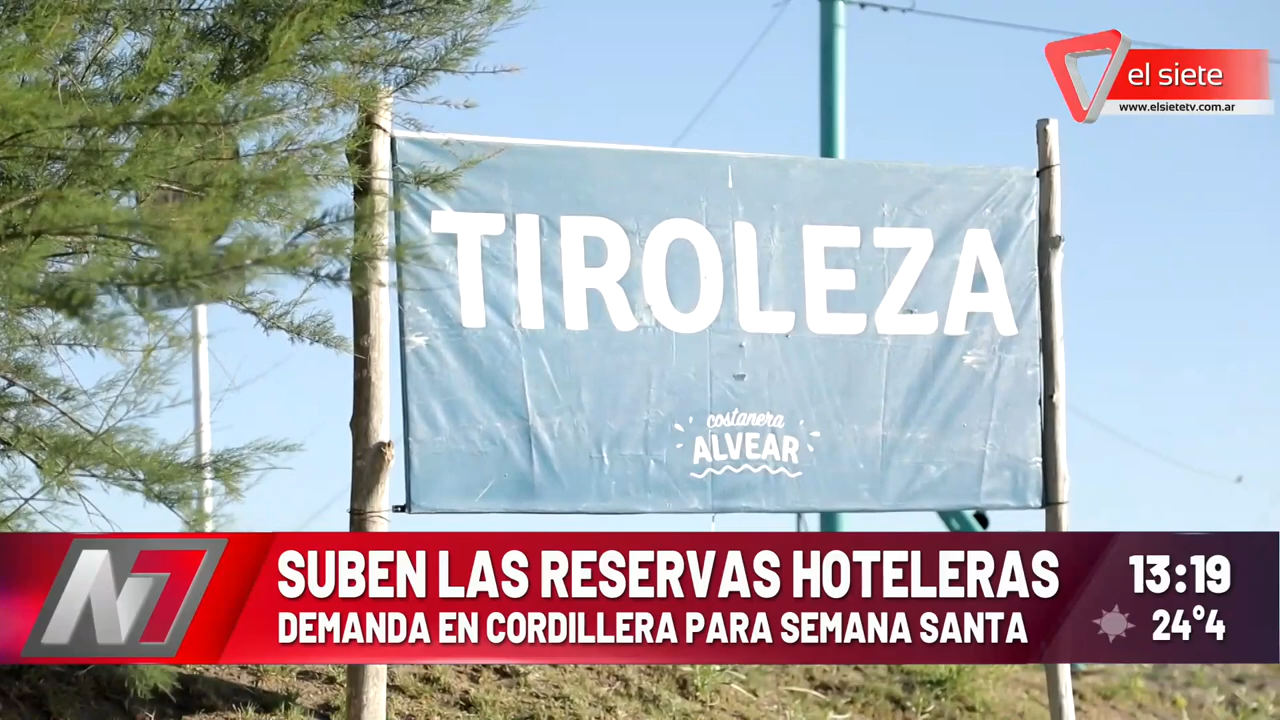 el siete
www.elsietetv.com.ar
TIROLEZA
costanera
ALVEAR
N7
SUBEN LAS RESERVAS HOTELERAS
DEMANDA EN CORDILLERA PARA SEMANA SANTA
13:19
24°4